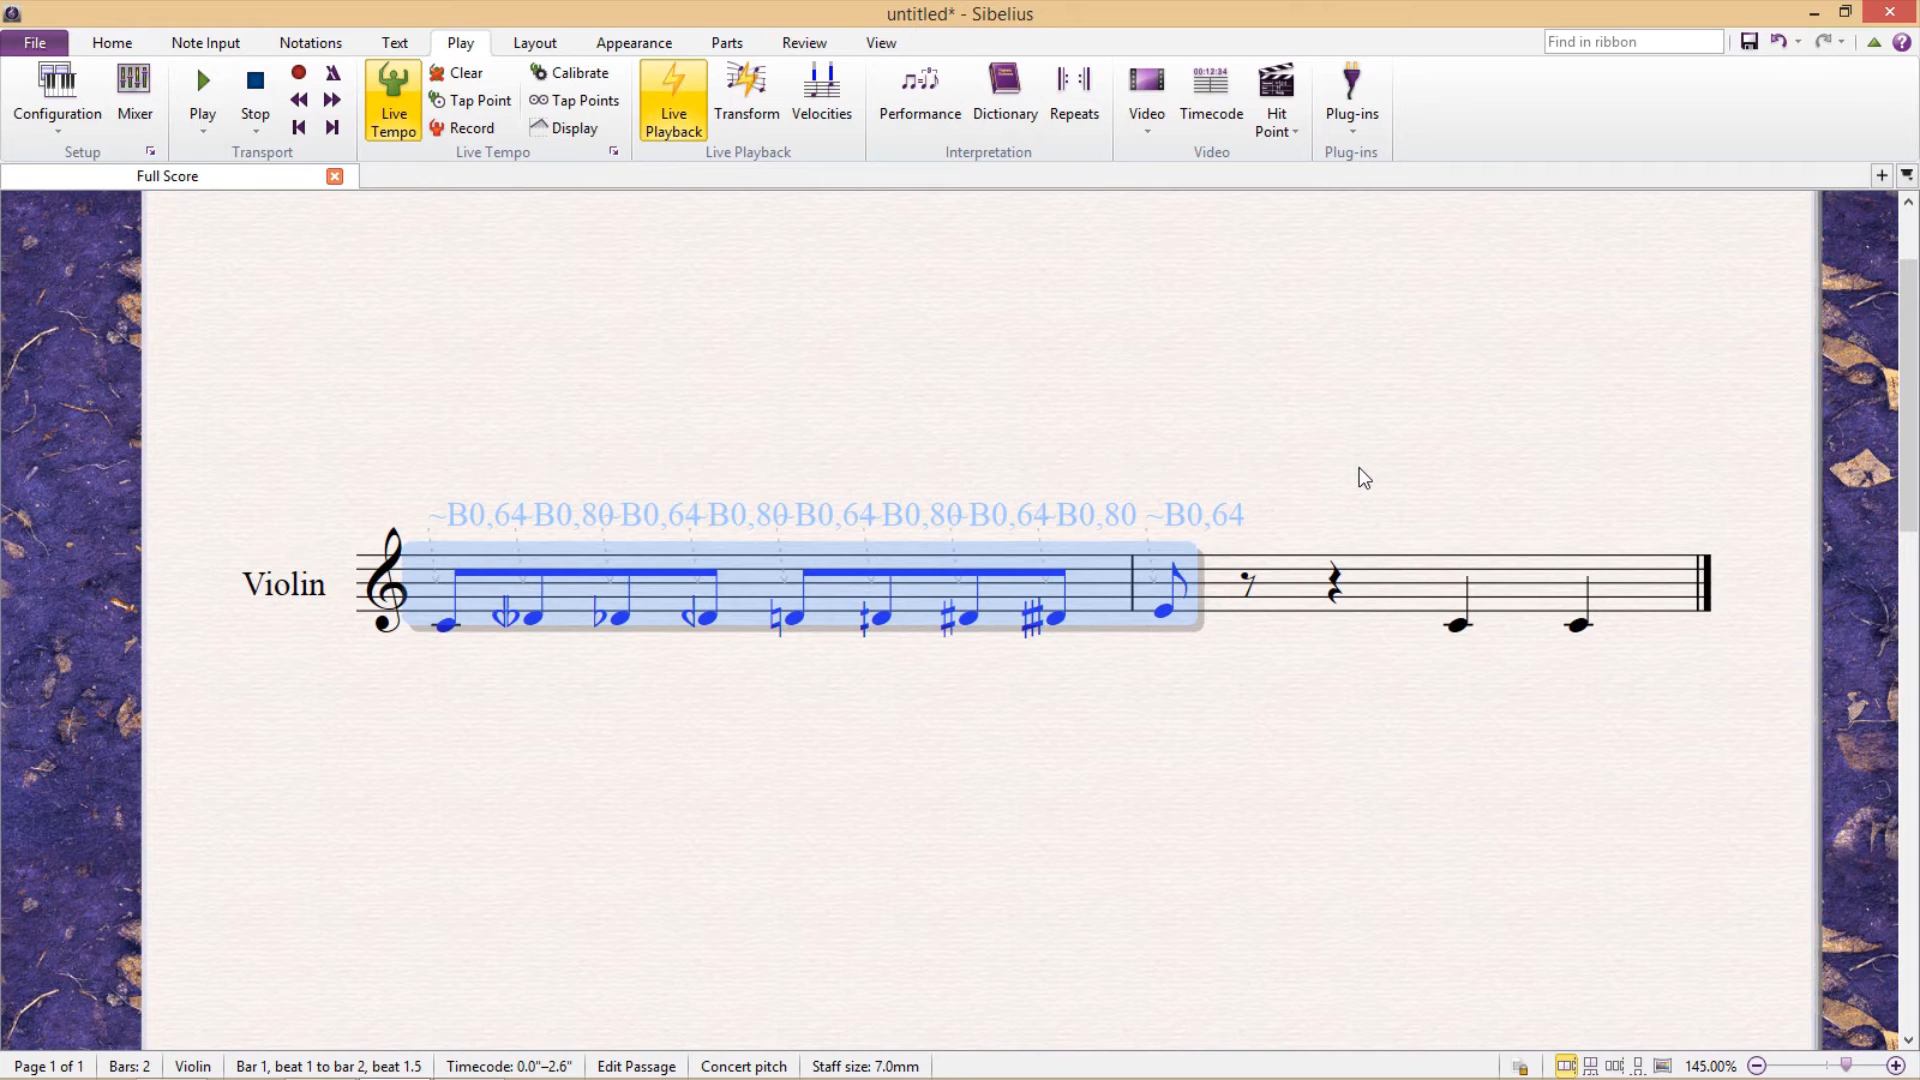 untitled* - Sibelius
File Home Note Input Notations Text Play Layout Appearance Parts Review View Find in ribbon
Configuration Mixer Play Stop Live Tempo Clear Tap Point Record Calibrate Tap Points Display Live Playback Transform Velocities Performance Dictionary Repeats Video 00:12:34 Timecode Hit Point Plug-ins
Setup Transport Live Tempo Live Playback Interpretation Video Plug-ins
Full Score
~B0,64 ~B0,80 ~B0,64 ~B0,80 ~B0,64 ~B0,80 ~B0,64 ~B0,80 ~B0,64
Violin
Page 1 of 1 Bars: 2 Violin Bar 1, beat 1 to bar 2, beat 1.5 Timecode: 0.0"–2.6" Edit Passage Concert pitch Staff size: 7.0mm 145.00%